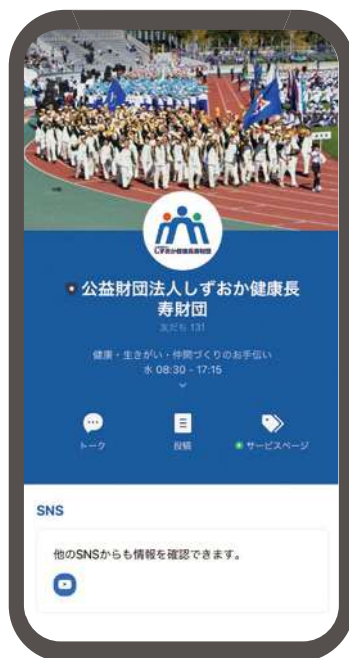 しずおか健康長寿財団
公益財団法人しずおか健康長
寿財団
友だち 131
健康・生きがい・仲間づくりのお手伝い
水 08:30 - 17:15
トーク
投稿
サービスページ
SNS
他のSNSからも情報を確認できます。